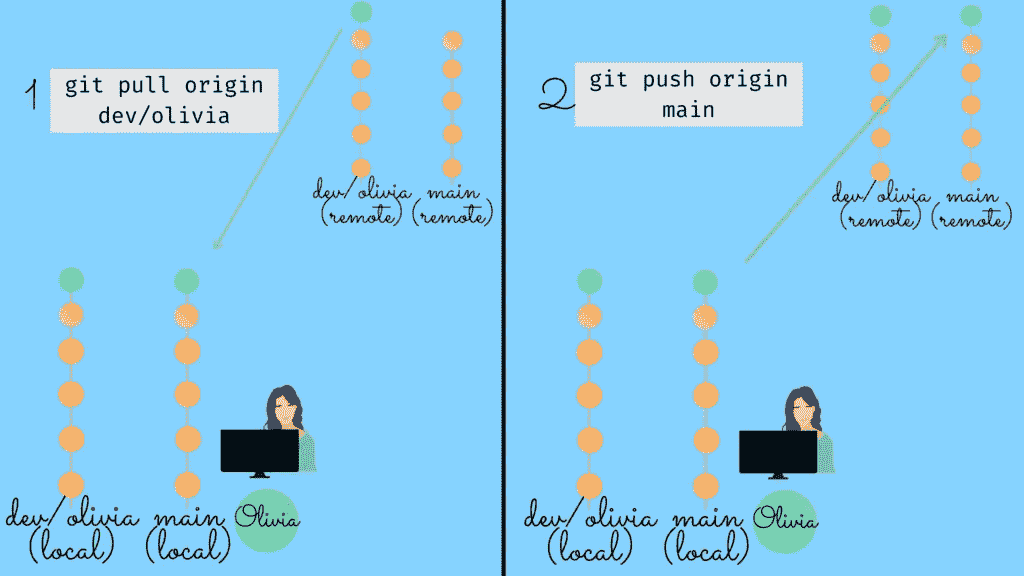 1
git pull origin
dev/olivia
dev/olivia main
(remote) (remote)
dev/olivia main Olivia
(local) (local)
2
git push origin
main
dev/olivia main
(remote) (remote)
dev/olivia main Olivia
(local) (local)